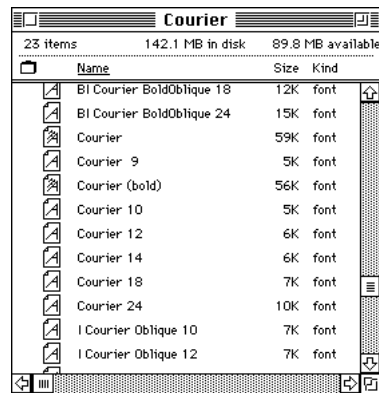 Courier
23 items 142.1 MB in disk 89.8 MB available
Name Size Kind
BI Courier BoldOblique 18 12K font
BI Courier BoldOblique 24 15K font
Courier 59K font
Courier 9 5K font
Courier (bold) 56K font
Courier 10 5K font
Courier 12 6K font
Courier 14 6K font
Courier 18 7K font
Courier 24 10K font
I Courier Oblique 10 7K font
I Courier Oblique 12 7K font